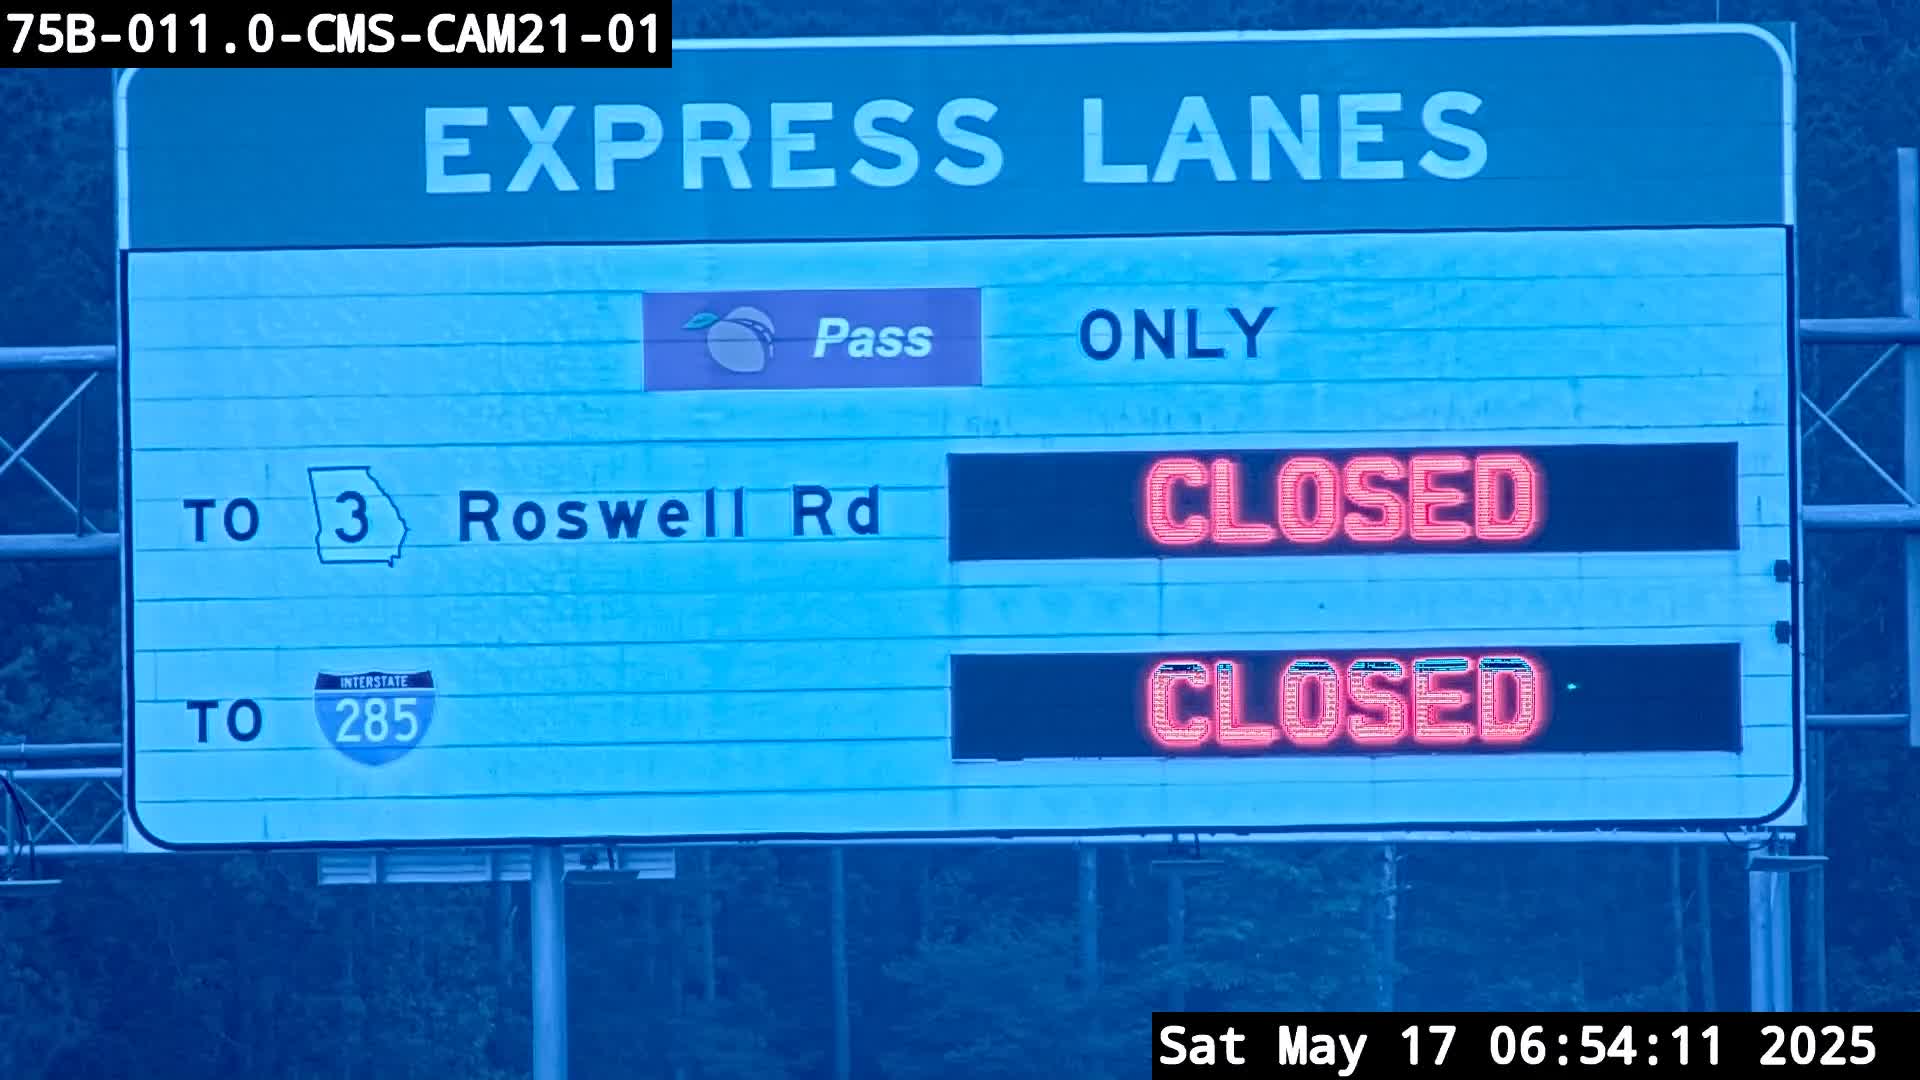 75B-011.0-CMS-CAM21-01
EXPRESS LANES
Pass ONLY
TO 3 Roswell Rd CLOSED
TO INTERSTATE 285 CLOSED
Sat May 17 06:54:11 2025